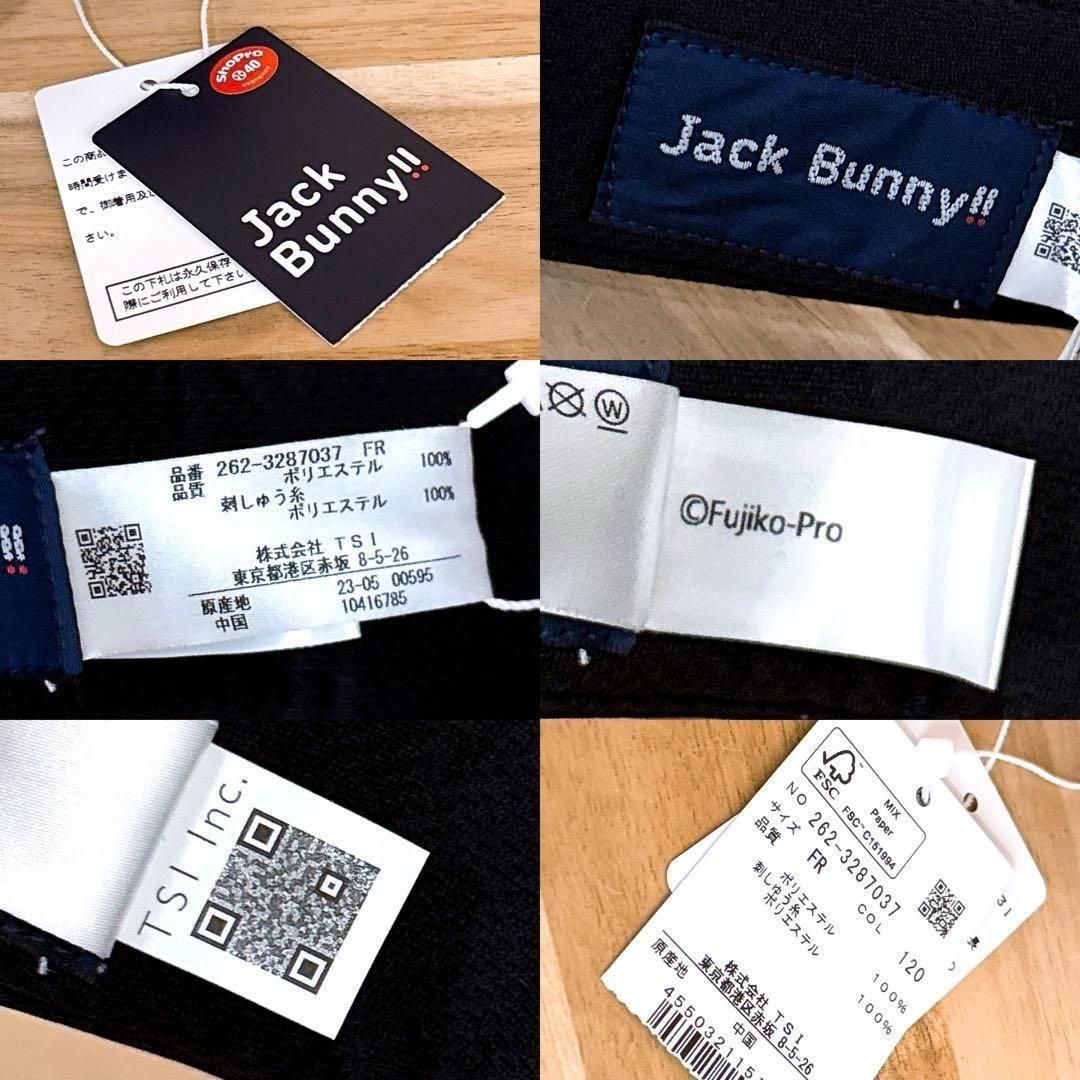 ShoPro
40
Jack
Bunny!!
この商品
時間受けま
で、御着用及び
さい。
この下札は永久保存
際にご利用して下さい
Jack Bunny!!
!!
品番 262-3287037 FR
品質 ポリエステル 100%
刺しゅう糸
ポリエステル 100%
株式会社 TSI
東京都港区赤坂 8-5-26
23-05 00595
原産地 10416785
中国
W
©Fujiko-Pro
TSI Inc.
FSC
MIX
Paper
FSC™ C151994
NO 262-3287037
サイズ FR COL 120
品質
ポリエステル 100%
刺しゅう糸
ポリエステル 100%
株式会社 TSI
東京都港区赤坂 8-5-26
原産地 中国
31